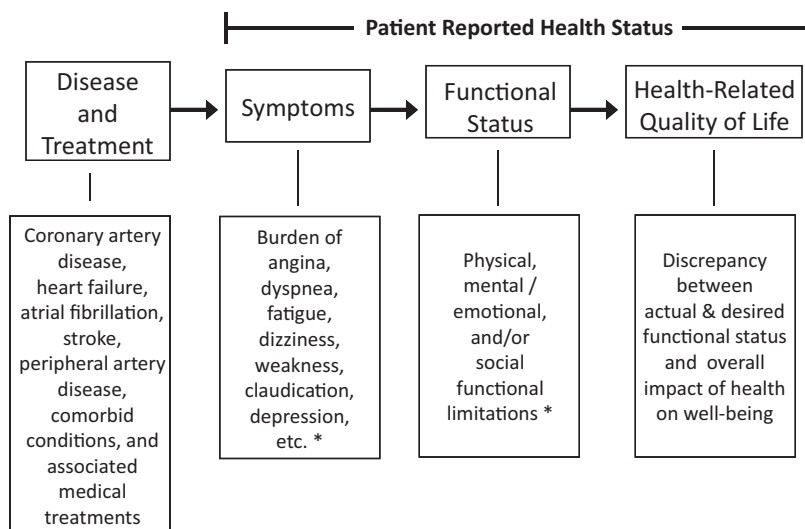 Patient Reported Health Status
Disease
and
Treatment
Symptoms
Functional
Status
Health-Related
Quality of Life
Coronary artery
disease,
heart failure,
atrial fibrillation,
stroke,
peripheral artery
disease,
comorbid
conditions, and
associated
medical
treatments
Burden of
angina,
dyspnea,
fatigue,
dizziness,
weakness,
claudication,
depression,
etc. *
Physical,
mental /
emotional,
and/or
social
functional
limitations *
Discrepancy
between
actual & desired
functional status
and overall
impact of health
on well-being